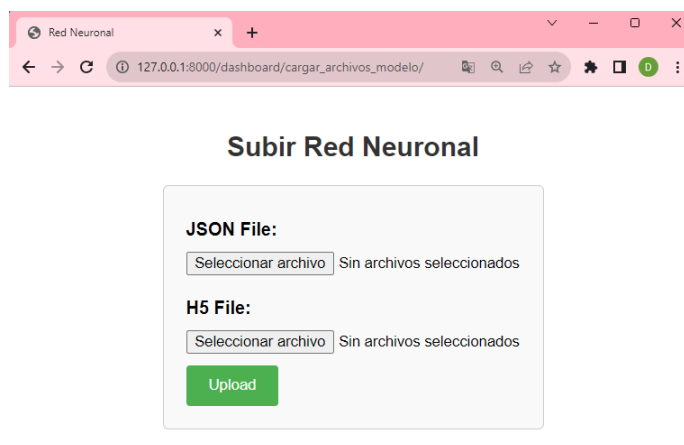 Red Neuronal
127.0.0.1:8000/dashboard/cargar_archivos_modelo/
D
Subir Red Neuronal
JSON File:
Seleccionar archivo Sin archivos seleccionados
H5 File:
Seleccionar archivo Sin archivos seleccionados
Upload